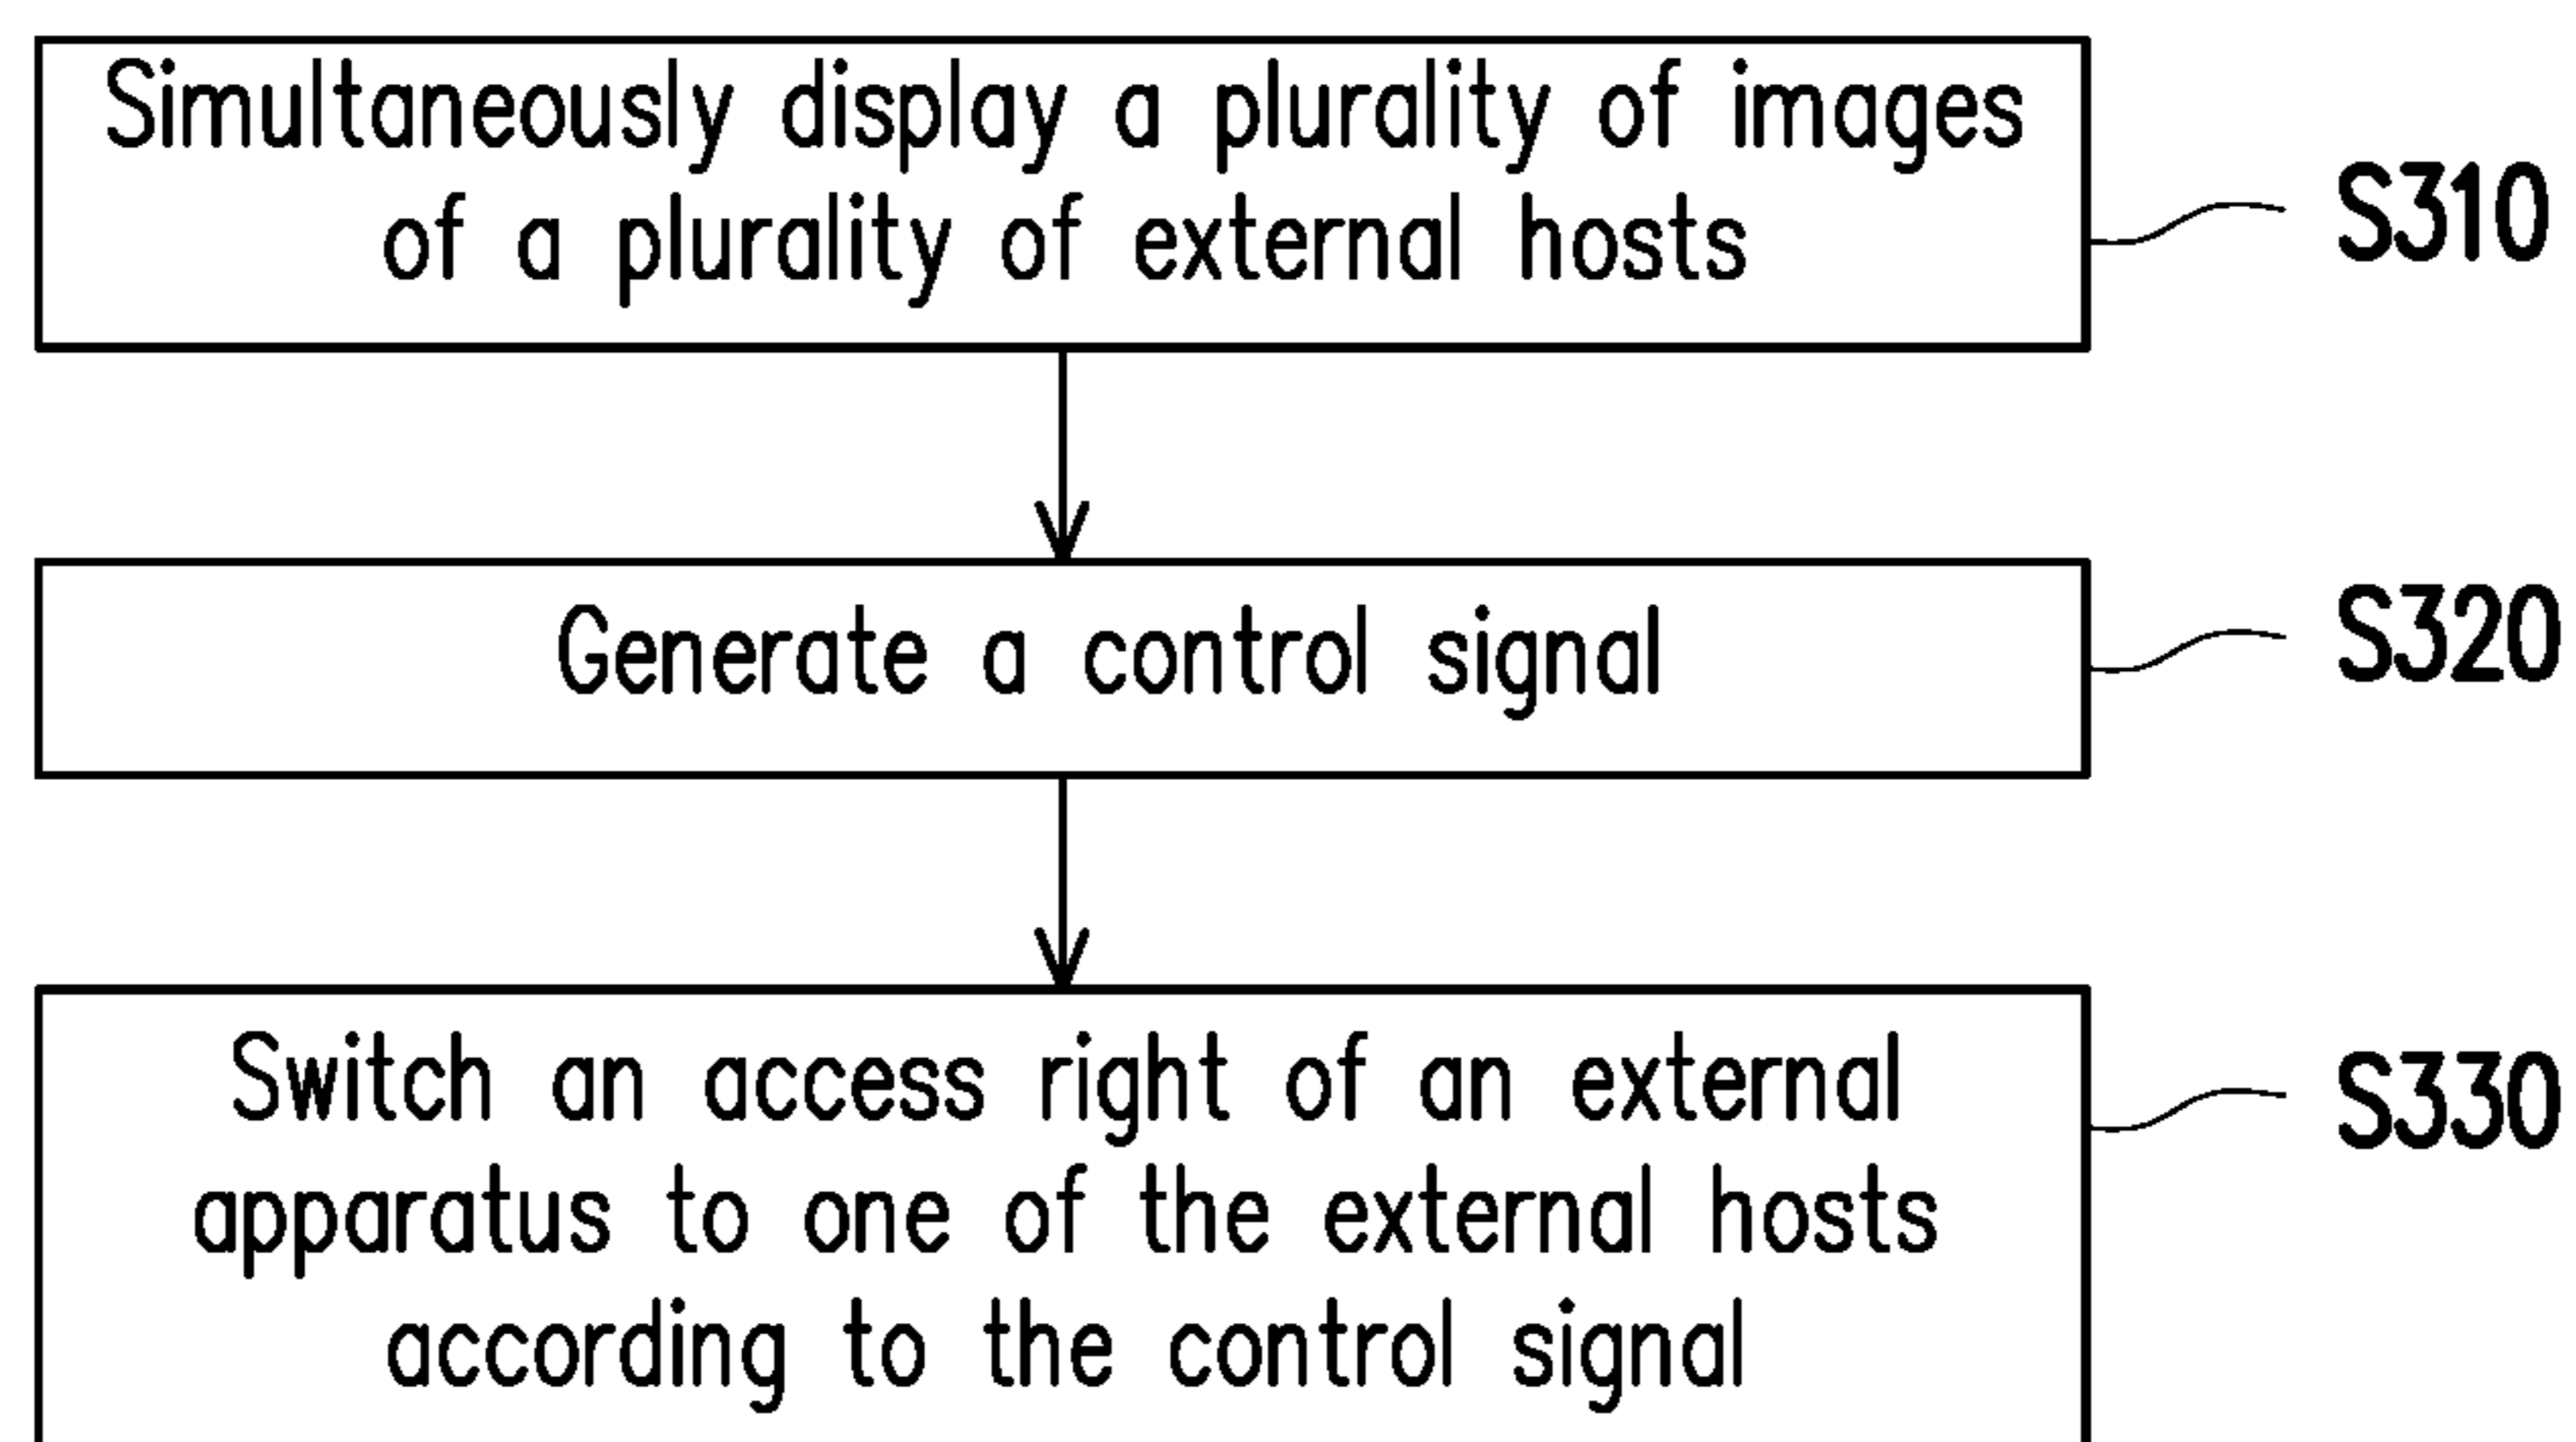 Simultaneously display a plurality of images
of a plurality of external hosts
S310
Generate a control signal
S320
Switch an access right of an external
apparatus to one of the external hosts
according to the control signal
S330